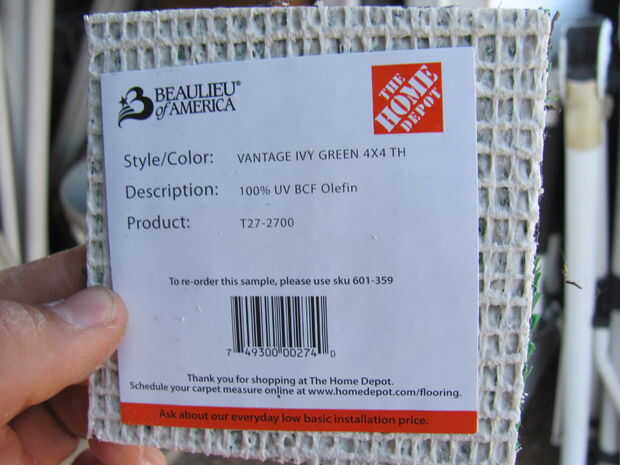 BEAULIEU®
of AMERICA
THE
HOME
DEPOT
Style/Color: VANTAGE IVY GREEN 4X4 TH
Description: 100% UV BCF Olefin
Product: T27-2700
To re-order this sample, please use sku 601-359
7 49300 00274 0
Thank you for shopping at The Home Depot.
Schedule your carpet measure online at www.homedepot.com/flooring.
Ask about our everyday low basic installation price.